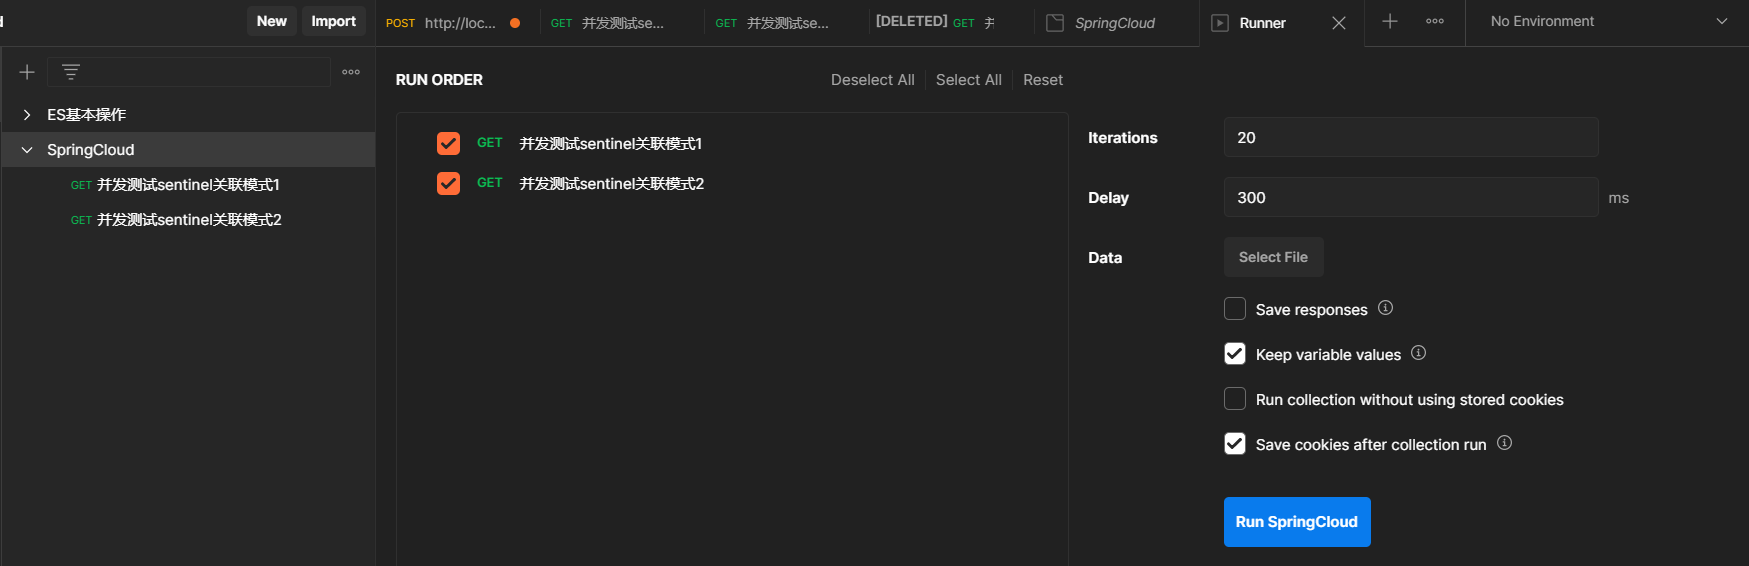 d New Import POST http://loc... GET 并发测试se... GET 并发测试se... [DELETED] GET SpringCloud Runner No Environment
ES基本操作
SpringCloud
GET 并发测试sentinel关联模式1
GET 并发测试sentinel关联模式2
RUN ORDER Deselect All Select All Reset
GET 并发测试sentinel关联模式1
GET 并发测试sentinel关联模式2
Iterations 20
Delay 300 ms
Data Select File
Save responses
Keep variable values
Run collection without using stored cookies
Save cookies after collection run
Run SpringCloud